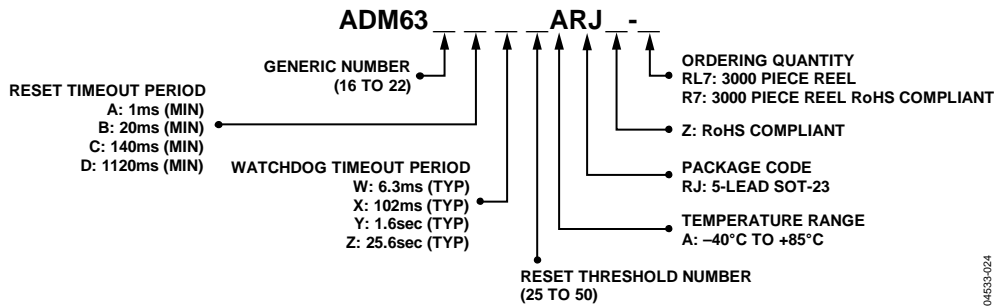 ADM63_ _ _ _ARJ_-_
GENERIC NUMBER
(16 TO 22)
RESET TIMEOUT PERIOD
A: 1ms (MIN)
B: 20ms (MIN)
C: 140ms (MIN)
D: 1120ms (MIN)
WATCHDOG TIMEOUT PERIOD
W: 6.3ms (TYP)
X: 102ms (TYP)
Y: 1.6sec (TYP)
Z: 25.6sec (TYP)
RESET THRESHOLD NUMBER
(25 TO 50)
ORDERING QUANTITY
RL7: 3000 PIECE REEL
R7: 3000 PIECE REEL RoHS COMPLIANT
Z: RoHS COMPLIANT
PACKAGE CODE
RJ: 5-LEAD SOT-23
TEMPERATURE RANGE
A: –40°C TO +85°C
04533-024